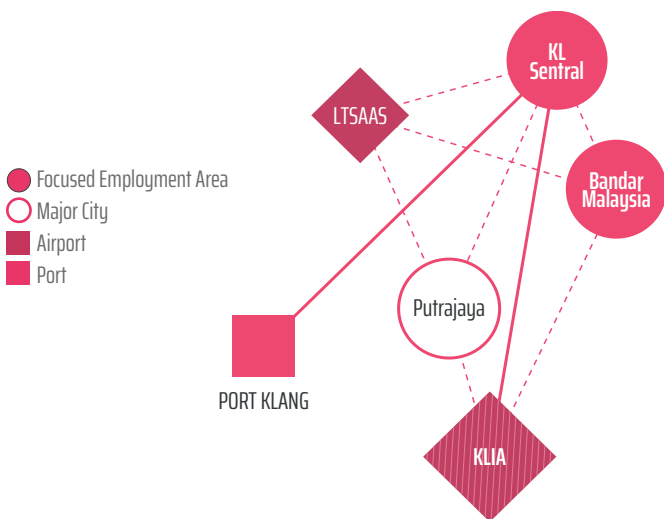 KL
Sentral
LTSAAS
Bandar
Malaysia
Focused Employment Area
Major City
Airport
Port
Putrajaya
PORT KLANG
KLIA